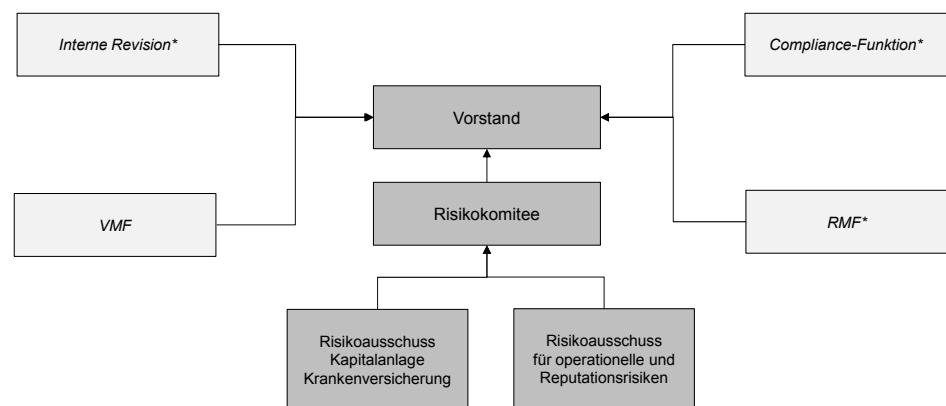 Interne Revision*
Compliance-Funktion*
Vorstand
VMF
Risikokomitee
RMF*
Risikoausschuss
Kapitalanlage
Krankenversicherung
Risikoausschuss
für operationelle und
Reputationsrisiken